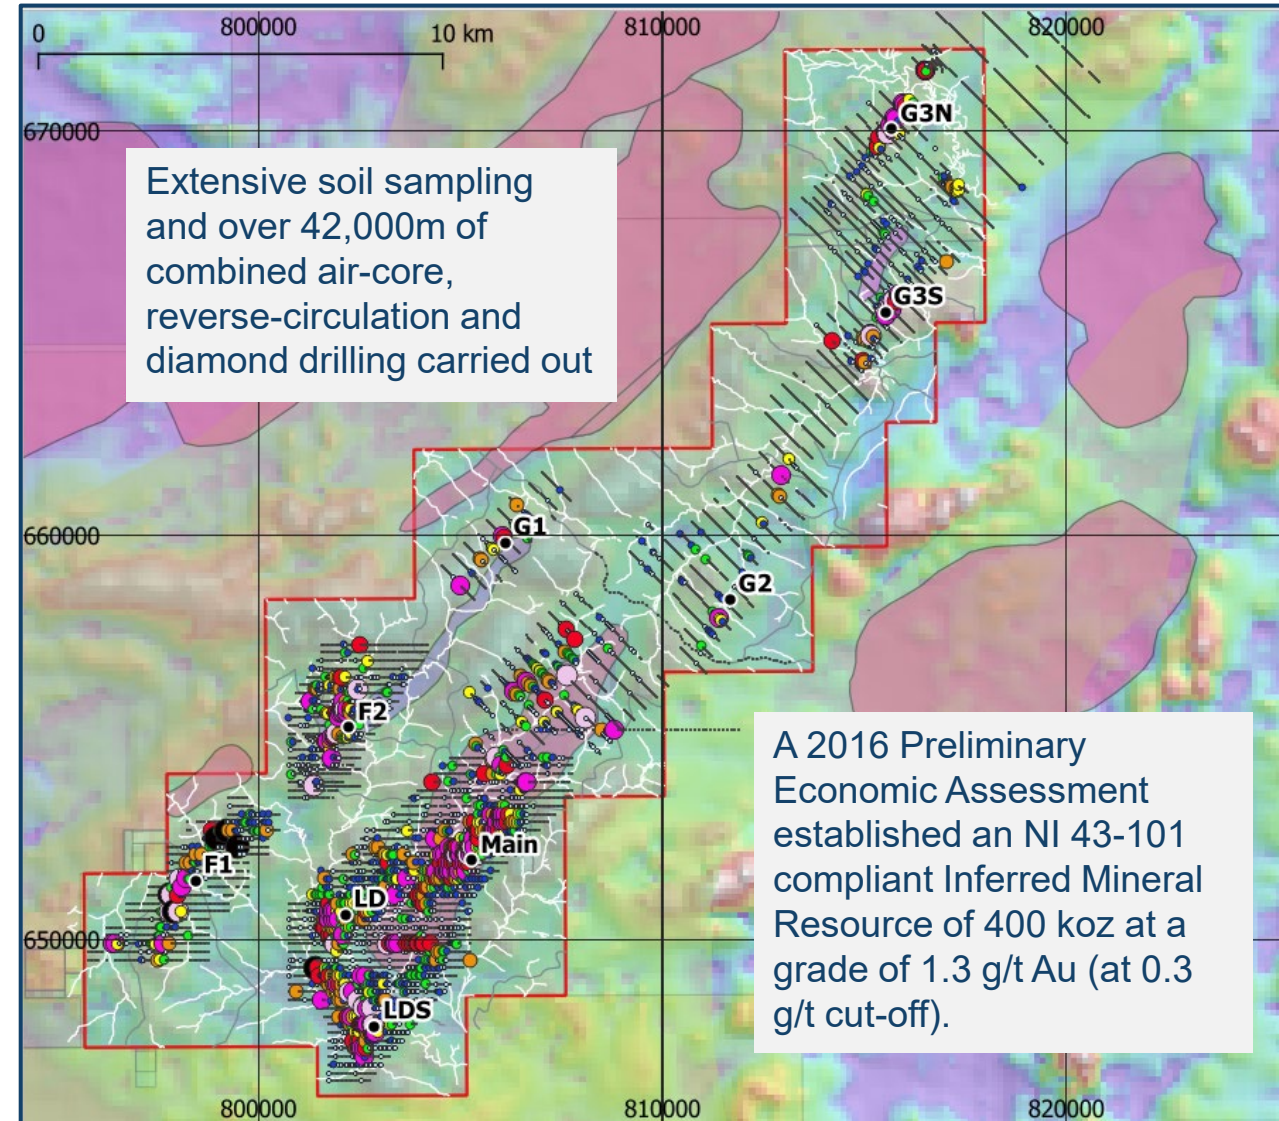 0
800000
10 km
810000
820000
670000
G3N
Extensive soil sampling
and over 42,000m of
combined air-core,
reverse-circulation and
diamond drilling carried out
G3S
660000
G1
G2
F2
A 2016 Preliminary
Economic Assessment
established an NI 43-101
compliant Inferred Mineral
Resource of 400 koz at a
grade of 1.3 g/t Au (at 0.3
g/t cut-off).
Main
F1
LD
650000
LDS
800000
810000
820000